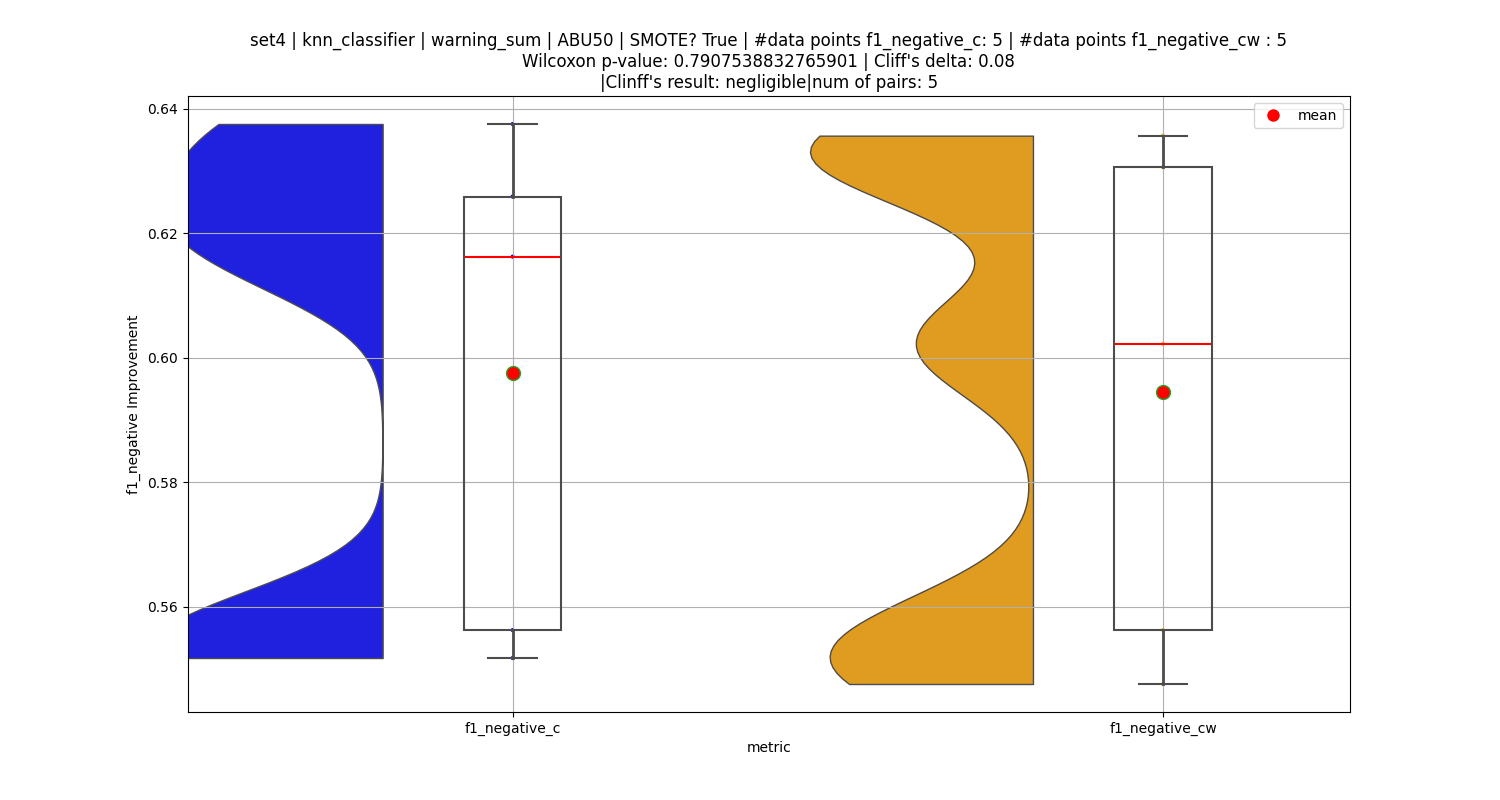 set4 | knn_classifier | warning_sum | ABU50 | SMOTE? True | #data points f1_negative_c: 5 | #data points f1_negative_cw : 5
Wilcoxon p-value: 0.7907538832765901 | Cliff's delta: 0.08
|Clinff's result: negligible|num of pairs: 5
mean
f1_negative Improvement
0.64
0.62
0.60
0.58
0.56
f1_negative_c
f1_negative_cw
metric